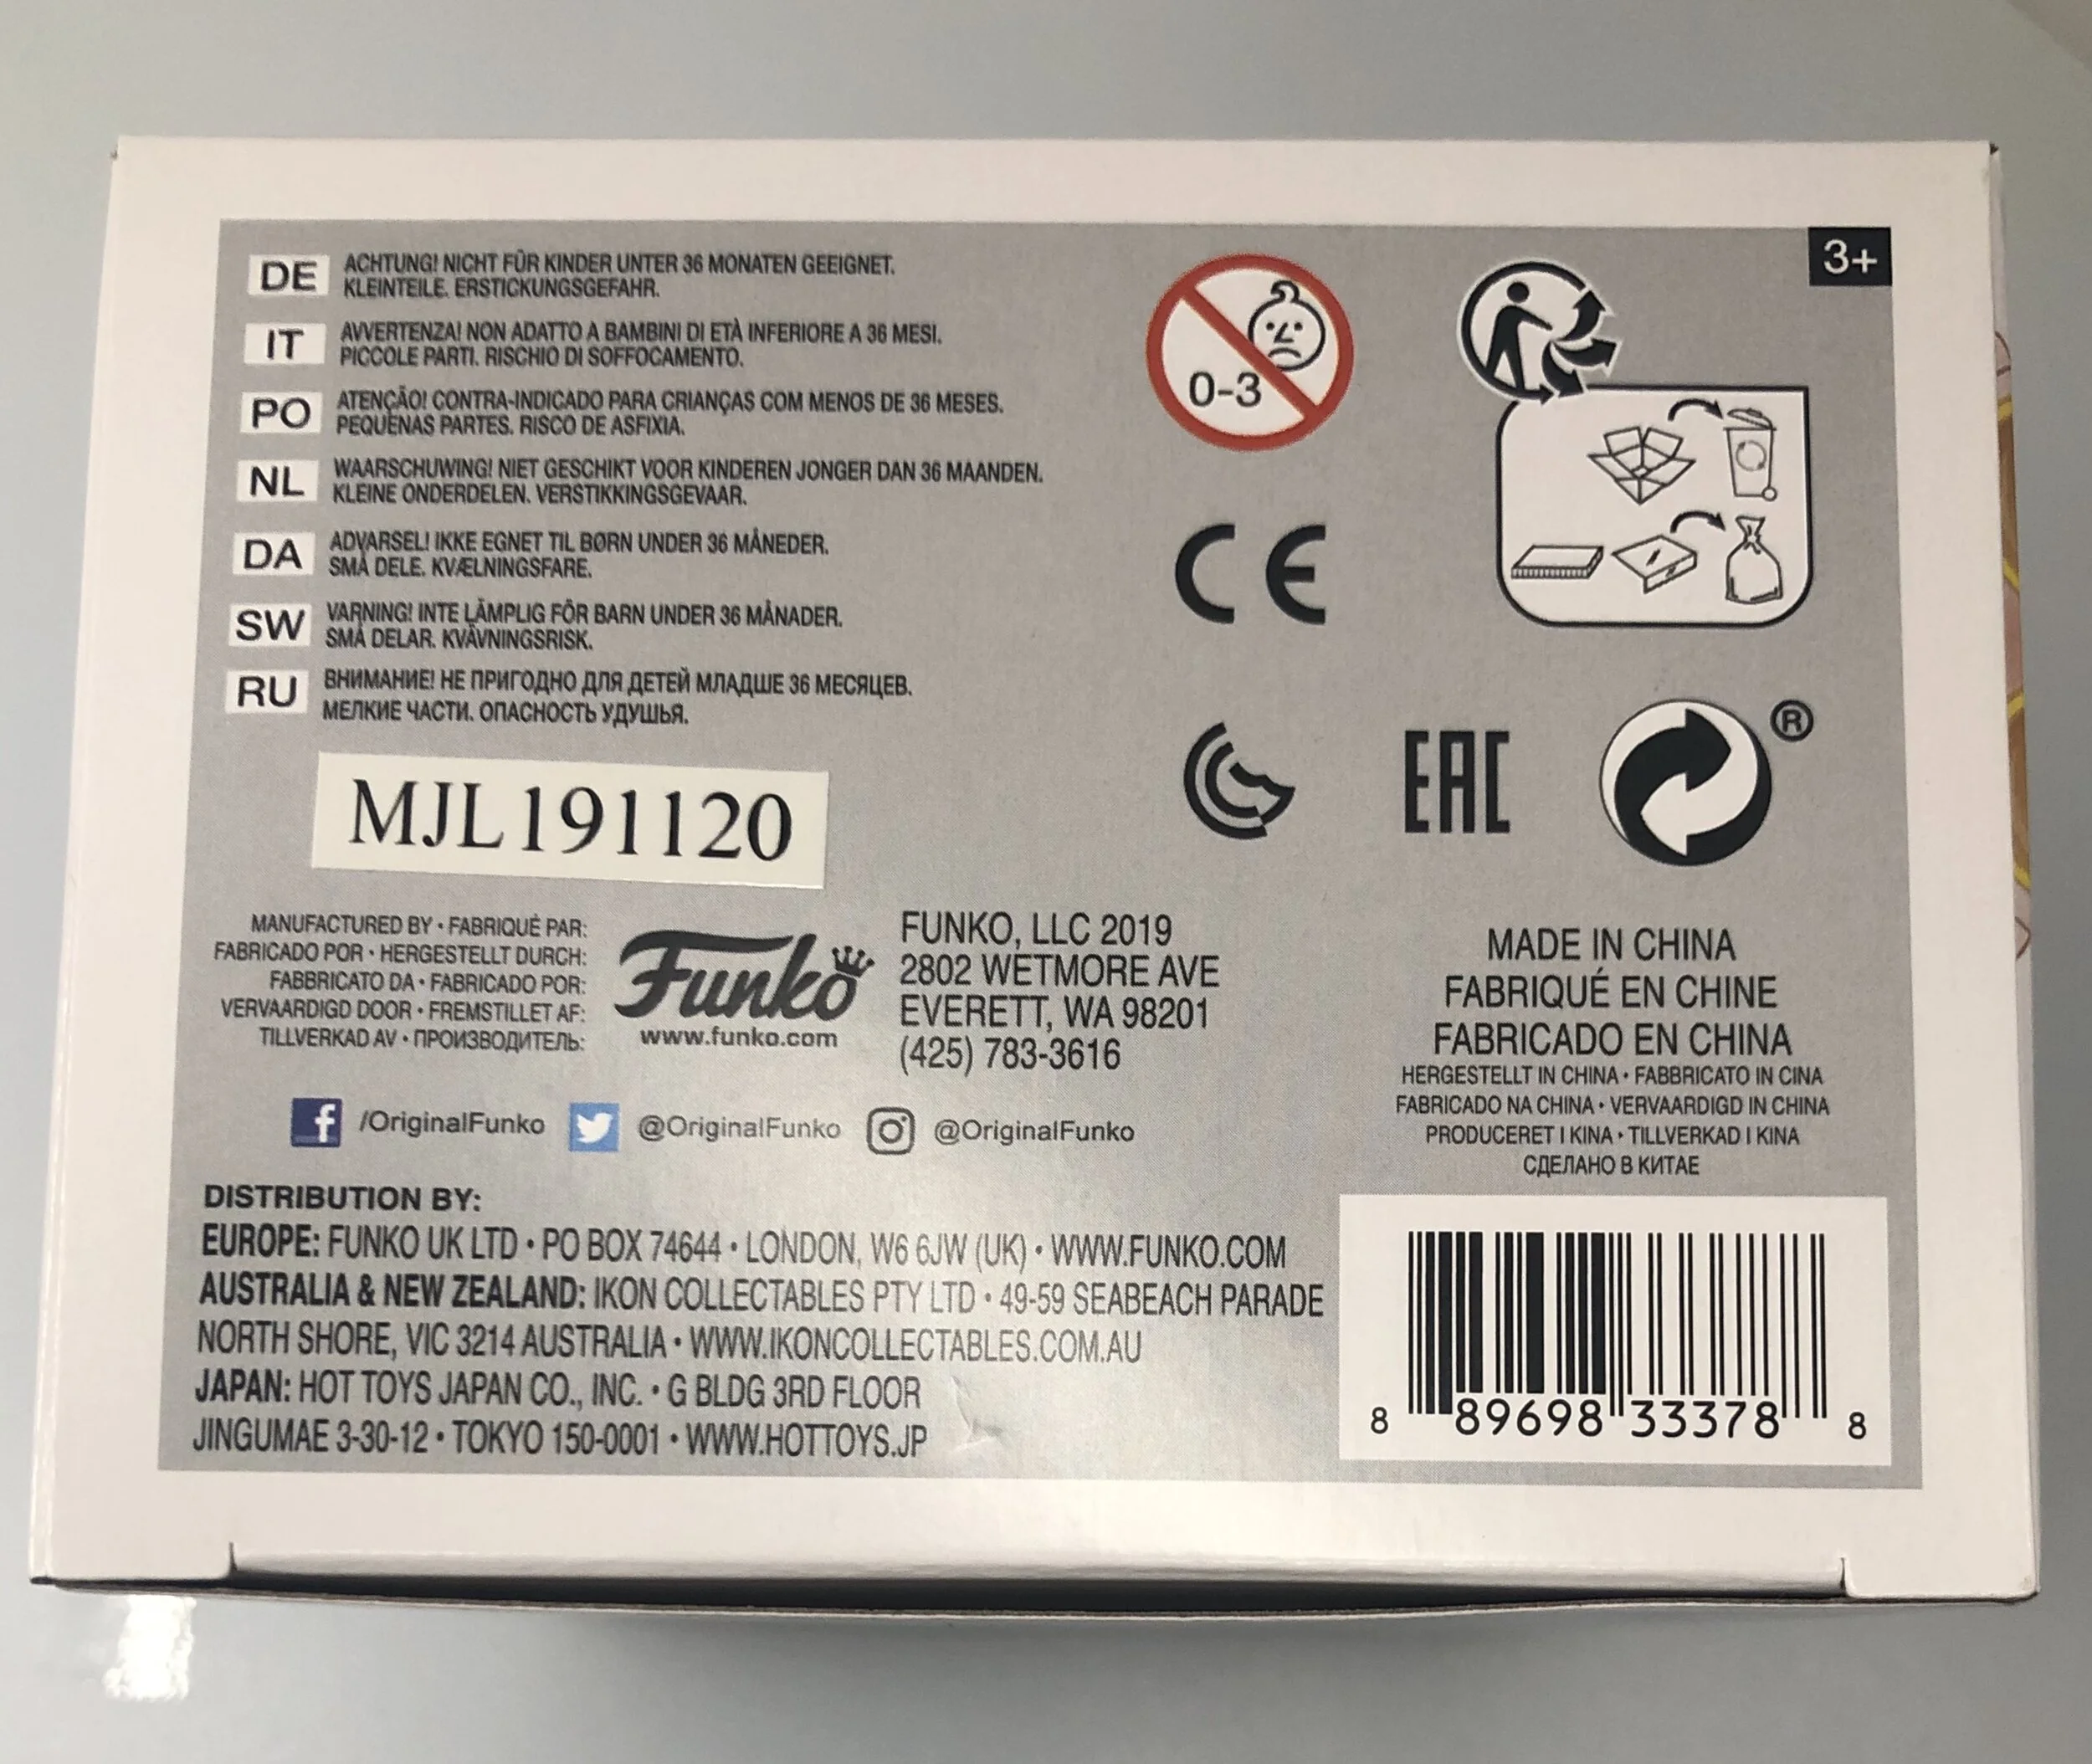 3+
DE ACHTUNG! NICHT FÜR KINDER UNTER 36 MONATEN GEEIGNET.
KLEINTEILE. ERSTICKUNGSGEFAHR.
IT AVVERTENZA! NON ADATTO A BAMBINI DI ETÀ INFERIORE A 36 MESI.
PICCOLE PARTI. RISCHIO DI SOFFOCAMENTO.
PO ATENÇÃO! CONTRA-INDICADO PARA CRIANÇAS COM MENOS DE 36 MESES.
PEQUENAS PARTES. RISCO DE ASFIXIA.
NL WAARSCHUWING! NIET GESCHIKT VOOR KINDEREN JONGER DAN 36 MAANDEN.
KLEINE ONDERDELEN. VERSTIKKINGSGEVAAR.
DA ADVARSEL! IKKE EGNET TIL BØRN UNDER 36 MÅNEDER.
SMÅ DELE. KVÆLNINGSFARE.
SW VARNING! INTE LÄMPLIG FÖR BARN UNDER 36 MÅNADER.
SMÅ DELAR. KVÄVNINGSRISK.
RU ВНИМАНИЕ! НЕ ПРИГОДНО ДЛЯ ДЕТЕЙ МЛАДШЕ 36 МЕСЯЦЕВ.
МЕЛКИЕ ЧАСТИ. ОПАСНОСТЬ УДУШЬЯ.
0-3
CE
EAC
®
MJL191120
MANUFACTURED BY • FABRIQUÉ PAR:
FABRICADO POR • HERGESTELLT DURCH:
FABBRICATO DA • FABRICADO POR:
VERVAARDIGD DOOR • FREMSTILLET AF:
TILLVERKAD AV • ПРОИЗВОДИТЕЛЬ:
Funko
www.funko.com
FUNKO, LLC 2019
2802 WETMORE AVE
EVERETT, WA 98201
(425) 783-3616
MADE IN CHINA
FABRIQUÉ EN CHINE
FABRICADO EN CHINA
HERGESTELLT IN CHINA • FABBRICATO IN CINA
FABRICADO NA CHINA • VERVAARDIGD IN CHINA
PRODUCERET I KINA • TILLVERKAD I KINA
СДЕЛАНО В КИТАЕ
f /OriginalFunko @OriginalFunko @OriginalFunko
DISTRIBUTION BY:
EUROPE: FUNKO UK LTD • PO BOX 74644 • LONDON, W6 6JW (UK) • WWW.FUNKO.COM
AUSTRALIA & NEW ZEALAND: IKON COLLECTABLES PTY LTD • 49-59 SEABEACH PARADE
NORTH SHORE, VIC 3214 AUSTRALIA • WWW.IKONCOLLECTABLES.COM.AU
JAPAN: HOT TOYS JAPAN CO., INC. • G BLDG 3RD FLOOR
JINGUMAE 3-30-12 • TOKYO 150-0001 • WWW.HOTTOYS.JP
8 89698 33378 8